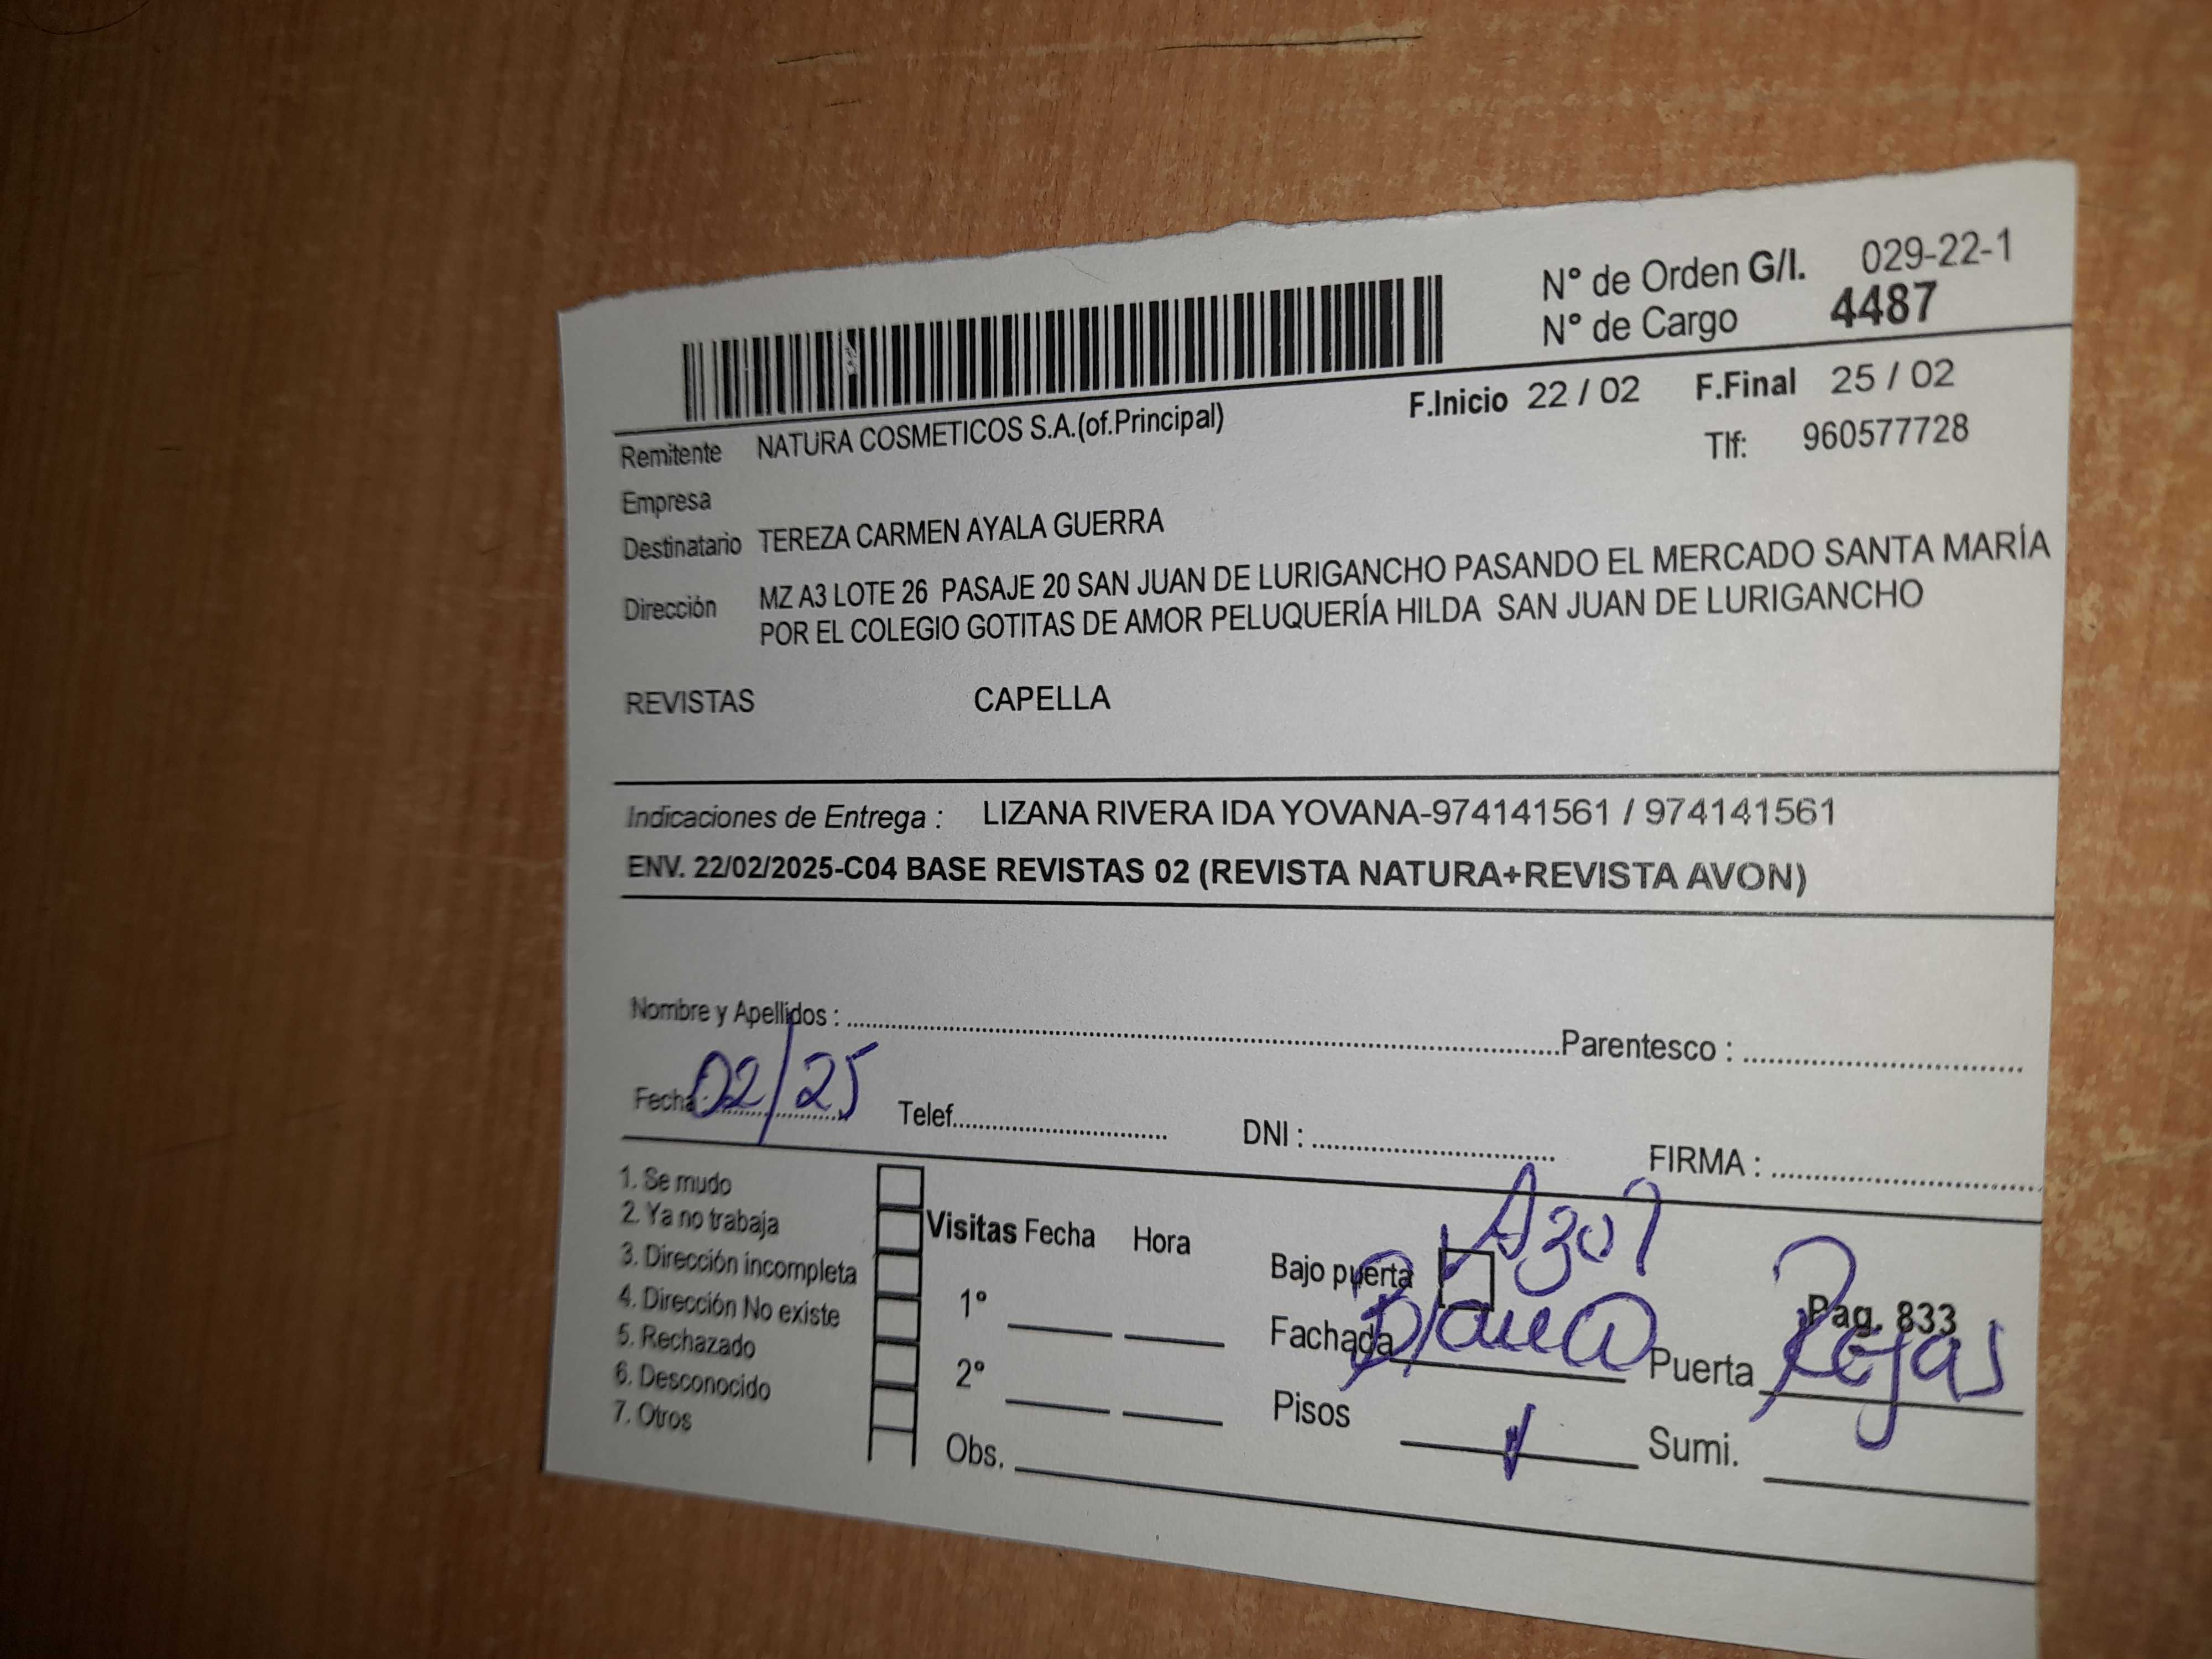 N° de Orden G/I. 029-22-1
N° de Cargo 4487
F.Inicio 22 / 02 F.Final 25 / 02
Remitente NATURA COSMETICOS S.A.(of.Principal)
Tlf: 960577728
Empresa
Destinatario TEREZA CARMEN AYALA GUERRA
Dirección MZ A3 LOTE 26 PASAJE 20 SAN JUAN DE LURIGANCHO PASANDO EL MERCADO SANTA MARÍA
POR EL COLEGIO GOTITAS DE AMOR PELUQUERÍA HILDA SAN JUAN DE LURIGANCHO
REVISTAS CAPELLA
Indicaciones de Entrega : LIZANA RIVERA IDA YOVANA-974141561 / 974141561
ENV. 22/02/2025-C04 BASE REVISTAS 02 (REVISTA NATURA+REVISTA AVON)
Nombre y Apellidos : Parentesco :
Fecha: 02/25 Telef. DNI : FIRMA :
1. Se mudo
2. Ya no trabaja
3. Dirección incompleta
4. Dirección No existe
5. Rechazado
6. Desconocido
7. Otros
Visitas Fecha Hora
1°
2°
Obs.
Bajo puerta
Fachada Puerta Rejas
Pag. 833
Pisos 1 Sumi.